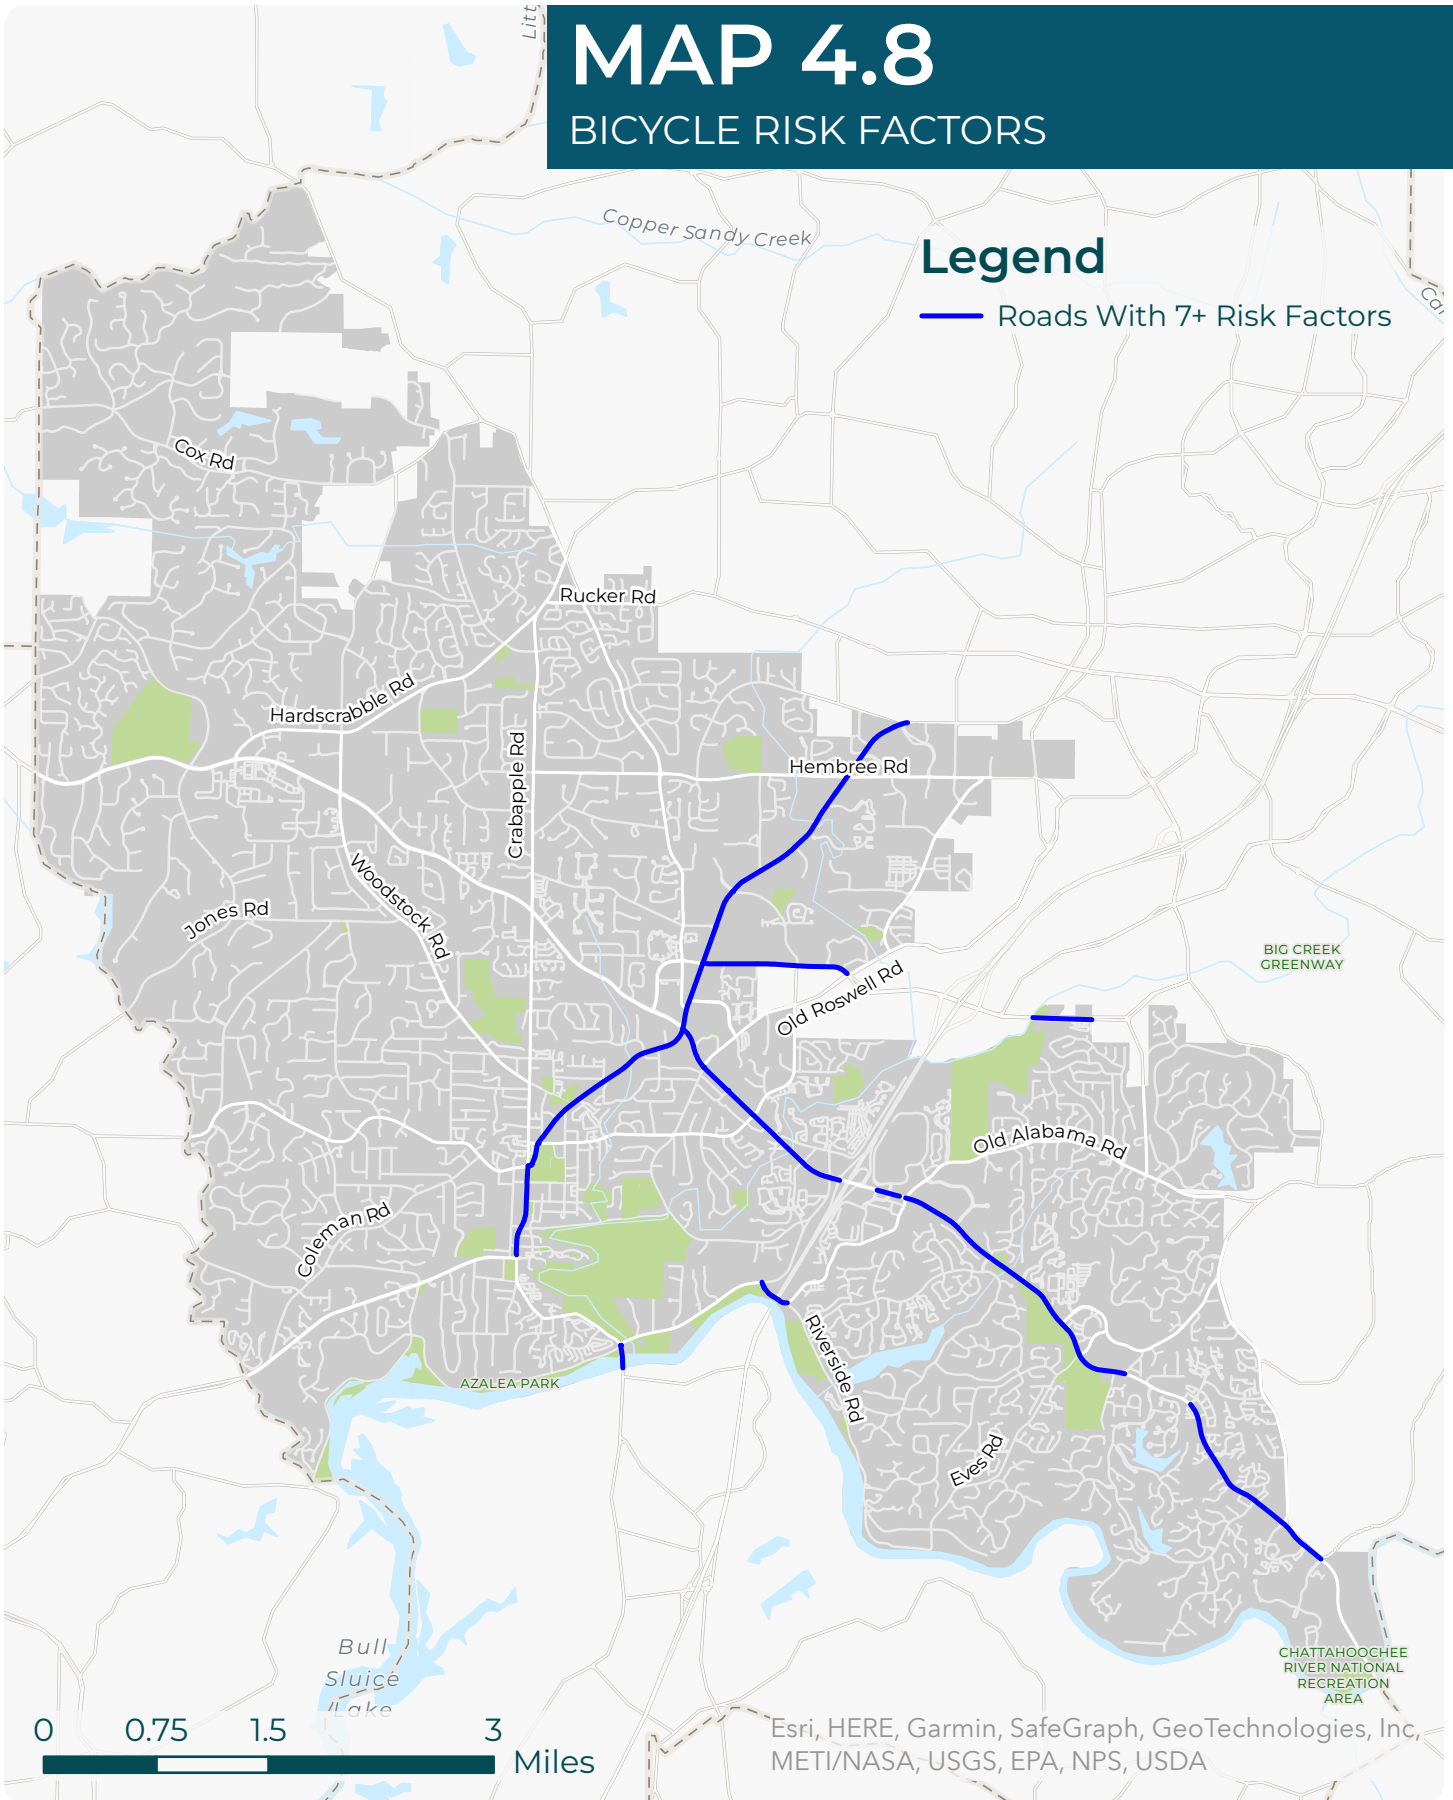 MAP 4.8
BICYCLE RISK FACTORS
Litt
Copper Sandy Creek
Legend
Roads With 7+ Risk Factors
Car
Cox Rd
Rucker Rd
Hardscrabble Rd
Crabapple Rd
Hembree Rd
Woodstock Rd
Jones Rd
Old Roswell Rd
BIG CREEK
GREENWAY
Old Alabama Rd
Coleman Rd
Riverside Rd
AZALEA PARK
Eves Rd
Bull
Sluice
Lake
CHATTAHOOCHEE
RIVER NATIONAL
RECREATION
AREA
0 0.75 1.5 3
Miles
Esri, HERE, Garmin, SafeGraph, GeoTechnologies, Inc,
METI/NASA, USGS, EPA, NPS, USDA